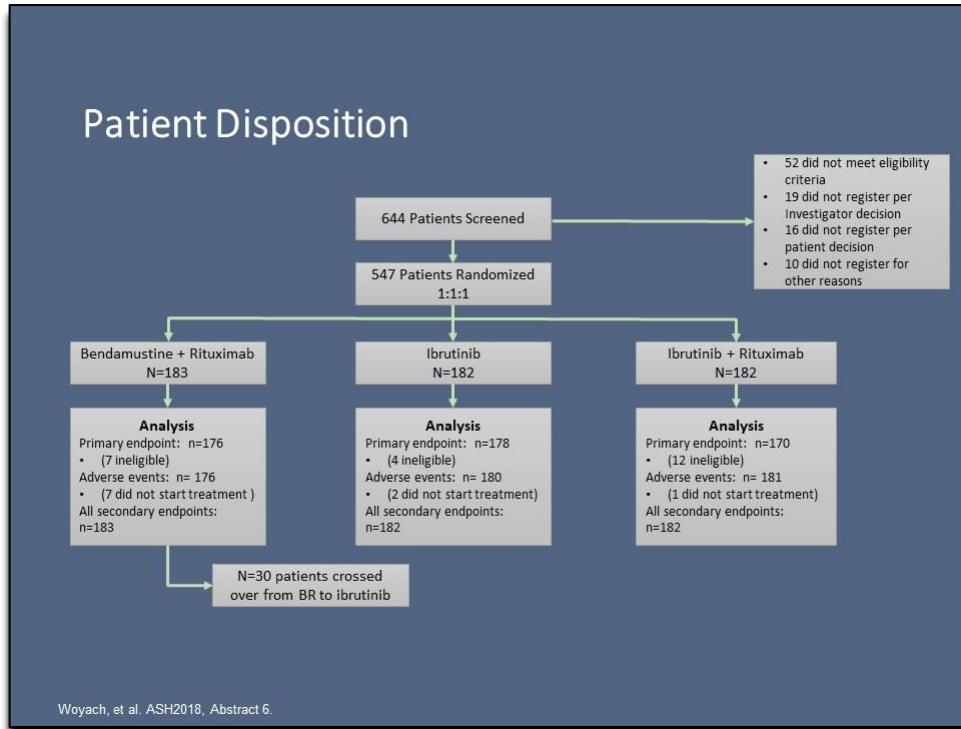 Patient Disposition
• 52 did not meet eligibility
criteria
• 19 did not register per
Investigator decision
• 16 did not register per
patient decision
• 10 did not register for
other reasons
644 Patients Screened
547 Patients Randomized
1:1:1
Bendamustine + Rituximab
N=183
Ibrutinib
N=182
Ibrutinib + Rituximab
N=182
Analysis
Primary endpoint: n=176
• (7 ineligible)
Adverse events: n= 176
• (7 did not start treatment )
All secondary endpoints:
n=183
Analysis
Primary endpoint: n=178
• (4 ineligible)
Adverse events: n= 180
• (2 did not start treatment)
All secondary endpoints:
n=182
Analysis
Primary endpoint: n=170
• (12 ineligible)
Adverse events: n= 181
• (1 did not start treatment)
All secondary endpoints:
n=182
N=30 patients crossed
over from BR to ibrutinib
Woyach, et al. ASH2018, Abstract 6.